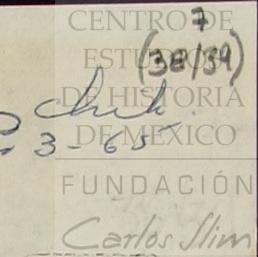 7
(38/39)
CENTRO DE
ESTUDIOS
DE HISTORIA
DE MEXICO
3-65
FUNDACIÓN
Carlos Slim